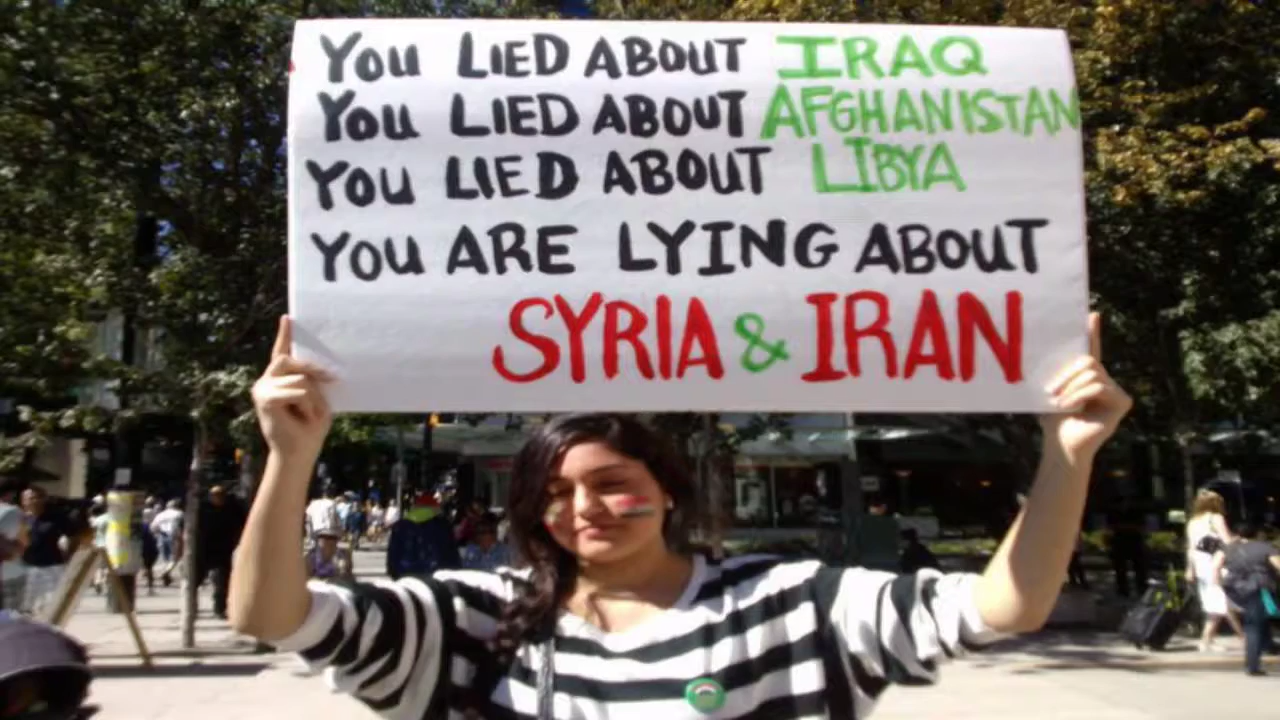 YOU LIED ABOUT IRAQ
YOU LIED ABOUT AFGHANISTAN
YOU LIED ABOUT LIBYA
YOU ARE LYING ABOUT
SYRIA & IRAN